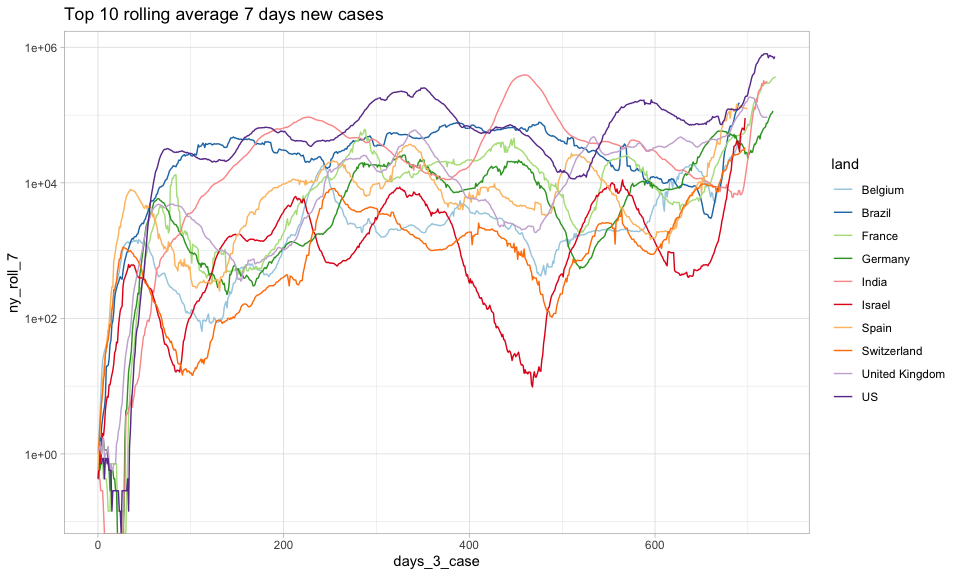 Top 10 rolling average 7 days new cases
1e+06
1e+04
1e+02
1e+00
ny_roll_7
0
200
400
600
days_3_case
land
Belgium
Brazil
France
Germany
India
Israel
Spain
Switzerland
United Kingdom
US